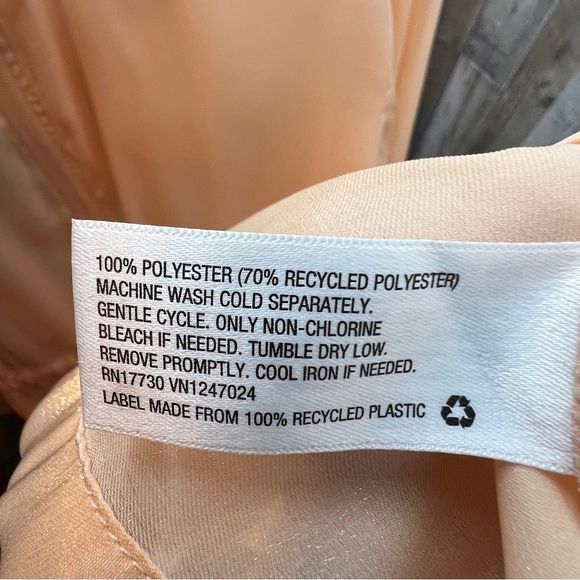 100% POLYESTER (70% RECYCLED POLYESTER)
MACHINE WASH COLD SEPARATELY.
GENTLE CYCLE. ONLY NON-CHLORINE
BLEACH IF NEEDED. TUMBLE DRY LOW.
REMOVE PROMPTLY. COOL IRON IF NEEDED.
RN17730 VN1247024
LABEL MADE FROM 100% RECYCLED PLASTIC